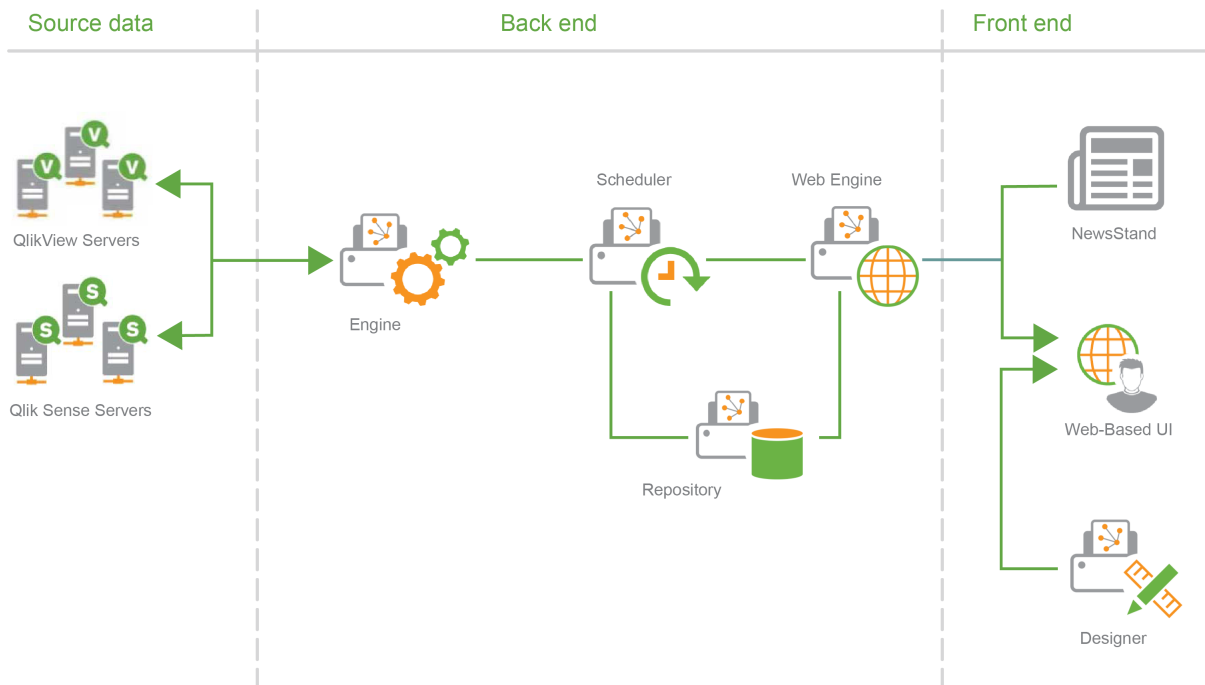 Source data
Back end
Front end
V
V
V
QlikView Servers
S
S
S
Qlik Sense Servers
Engine
Scheduler
Web Engine
Repository
NewsStand
Web-Based UI
Designer